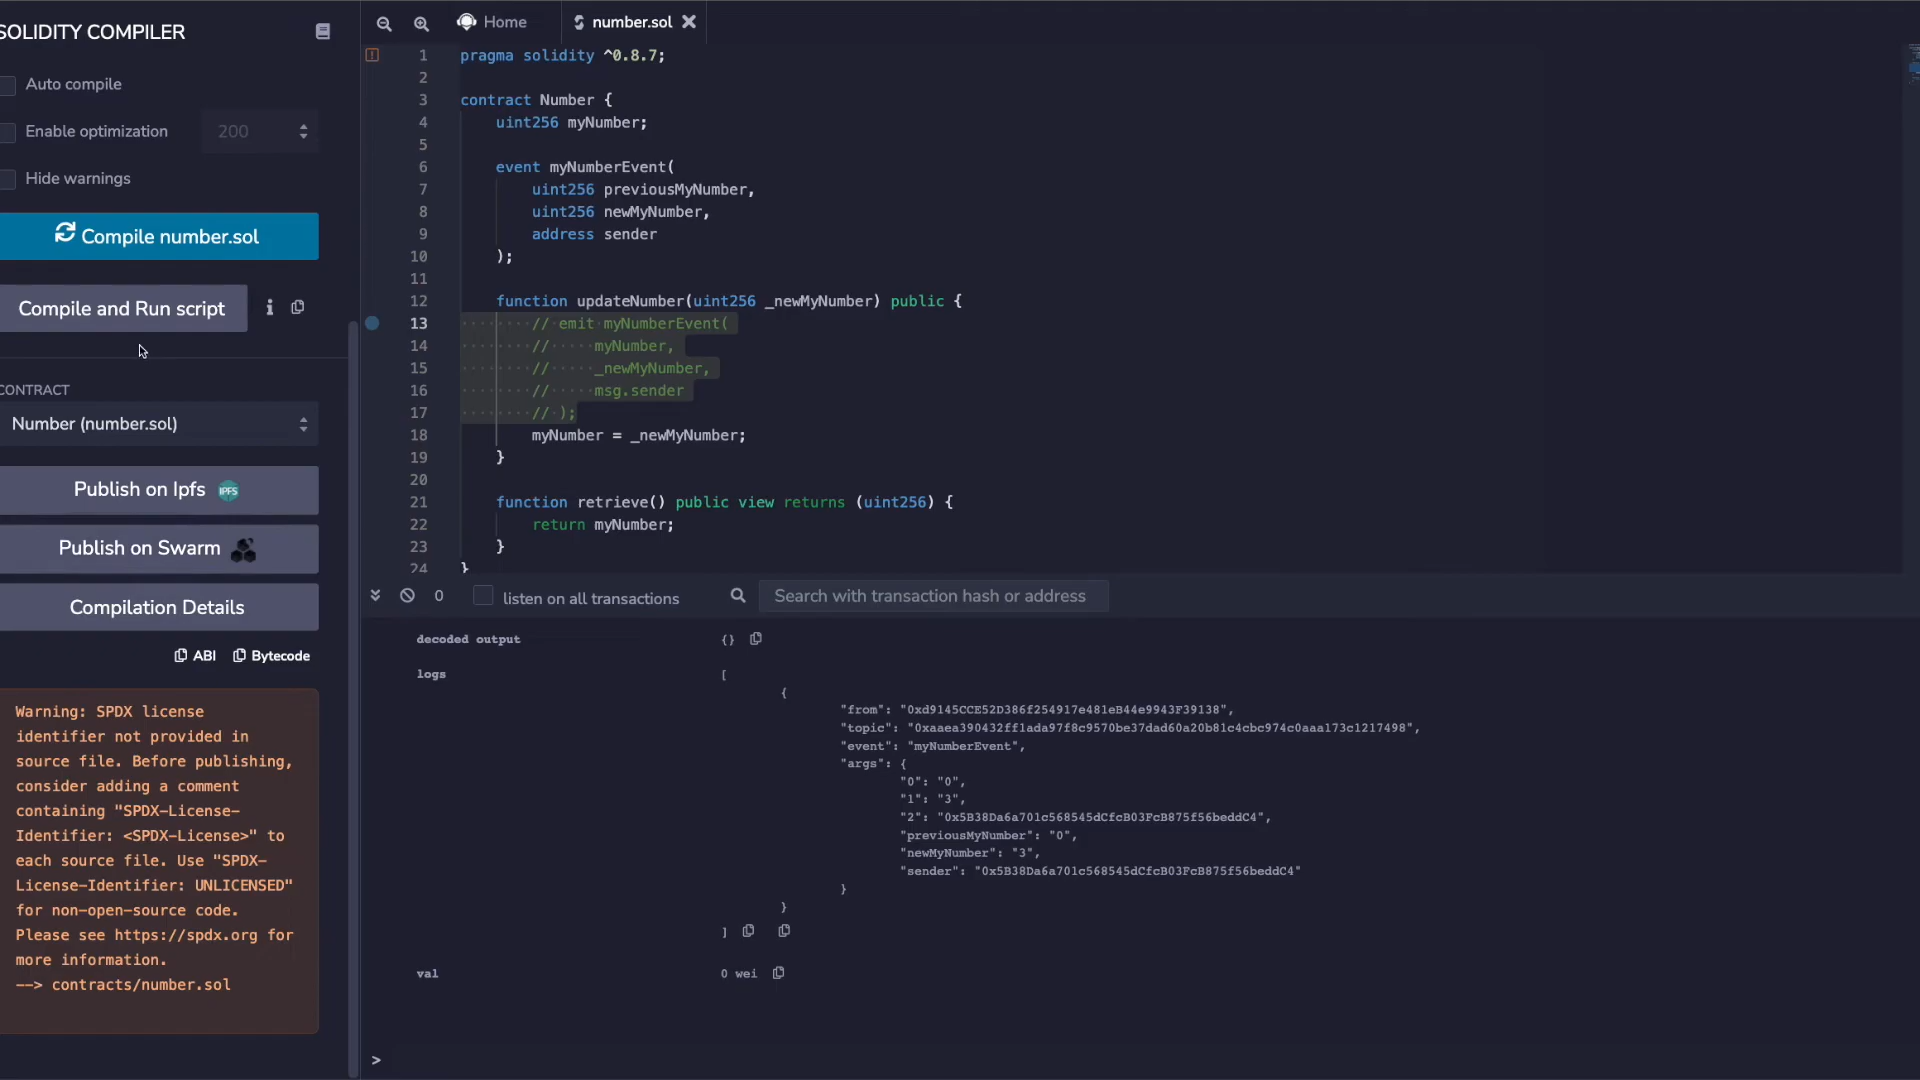 SOLIDITY COMPILER
Auto compile
Enable optimization
200
Hide warnings
Compile number.sol
Compile and Run script
CONTRACT
Number (number.sol)
Publish on Ipfs
IPFS
Publish on Swarm
Compilation Details
ABI
Bytecode
Warning: SPDX license
identifier not provided in
source file. Before publishing,
consider adding a comment
containing "SPDX-License-
Identifier: <SPDX-License>" to
each source file. Use "SPDX-
License-Identifier: UNLICENSED"
for non-open-source code.
Please see https://spdx.org for
more information.
--> contracts/number.sol
Home
number.sol
1 pragma solidity ^0.8.7;
2
3 contract Number {
4 uint256 myNumber;
5
6 event myNumberEvent(
7 uint256 previousMyNumber,
8 uint256 newMyNumber,
9 address sender
10 );
11
12 function updateNumber(uint256 _newMyNumber) public {
13 // emit myNumberEvent(
14 // myNumber,
15 // _newMyNumber,
16 // msg.sender
17 // );
18 myNumber = _newMyNumber;
19 }
20
21 function retrieve() public view returns (uint256) {
22 return myNumber;
23 }
24 }
0
listen on all transactions
Search with transaction hash or address
decoded output {}
logs [
{
"from": "0xd9145CCE52D386f254917e481eB44e9943F39138",
"topic": "0xaaea390432ff1ada97f8c9570be37dad60a20b81c4cbc974c0aaa173c1217498",
"event": "myNumberEvent",
"args": {
"0": "0",
"1": "3",
"2": "0x5B38Da6a701c568545dCfcB03FcB875f56beddC4",
"previousMyNumber": "0",
"newMyNumber": "3",
"sender": "0x5B38Da6a701c568545dCfcB03FcB875f56beddC4"
}
}
]
val 0 wei
>